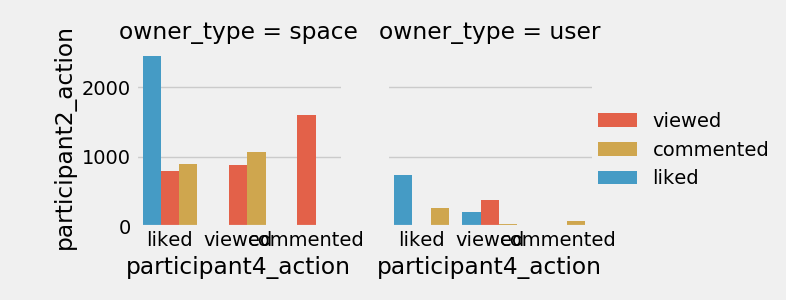 owner_type = space
owner_type = user
participant2_action
2000
1000
0
liked
viewed
commented
liked
viewed
commented
participant4_action
participant4_action
viewed
commented
liked